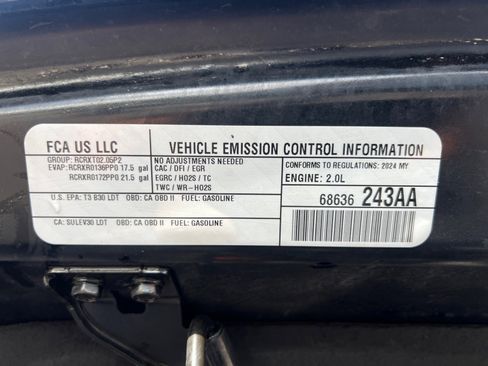 FCA US LLC
VEHICLE EMISSION CONTROL INFORMATION
GROUP: RCRXT02.05P2
EVAP: RCRXR0136PP0 17.5 gal
RCRXR0172PP0 21.5 gal
NO ADJUSTMENTS NEEDED
CAC / DFI / EGR
EGRC / HO2S / TC
TWC / WR-HO2S
CONFORMS TO REGULATIONS: 2024 MY
ENGINE: 2.0L
U.S. EPA: T3 B30 LDT OBD: CA OBD II FUEL: GASOLINE
CA: SULEV30 LDT OBD: CA OBD II FUEL: GASOLINE
68636 243AA